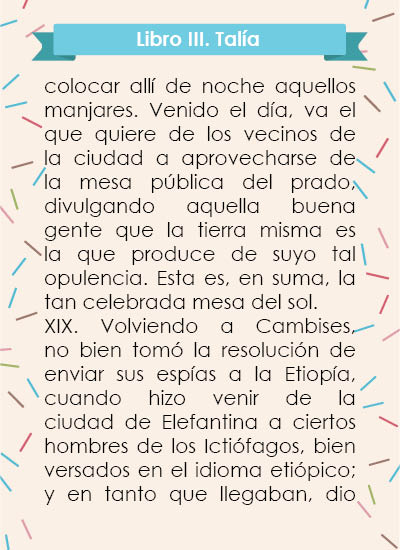 Libro III. Talía
colocar allí de noche aquellos
manjares. Venido el día, va el
que quiere de los vecinos de
la ciudad a aprovecharse de
la mesa pública del prado,
divulgando aquella buena
gente que la tierra misma es
la que produce de suyo tal
opulencia. Esta es, en suma, la
tan celebrada mesa del sol.
XIX. Volviendo a Cambises,
no bien tomó la resolución de
enviar sus espías a la Etiopía,
cuando hizo venir de la
ciudad de Elefantina a ciertos
hombres de los Ictiófagos, bien
versados en el idioma etiópico;
y en tanto que llegaban, dio